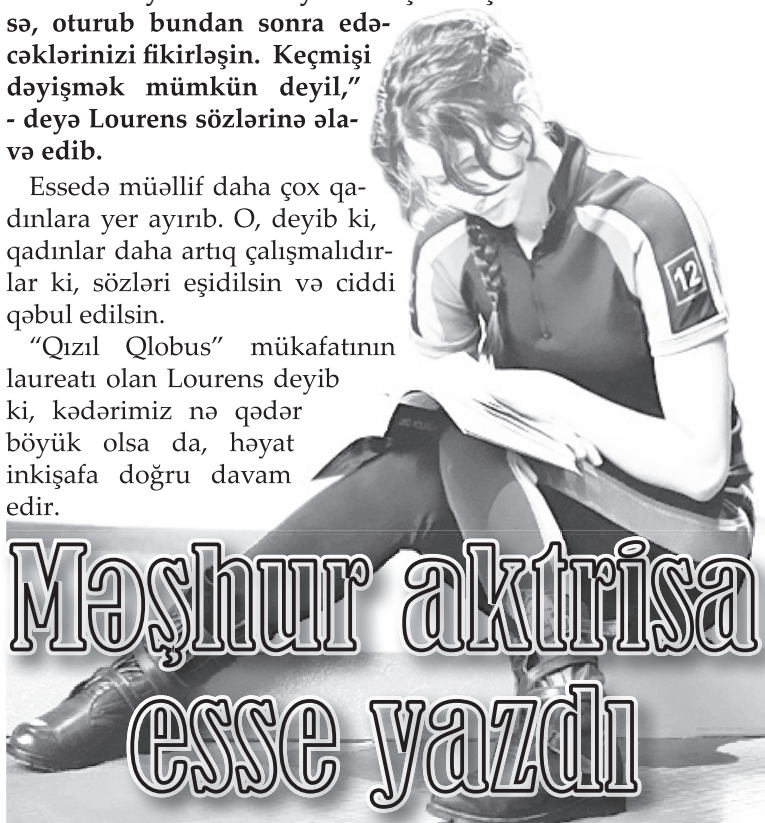 sə, oturub bundan sonra edə-
cəklərinizi fikirləşin. Keçmişi
dəyişmək mümkün deyil,”
- deyə Lourens sözlərinə əla-
və edib.
Essedə müəllif daha çox qa-
dınlara yer ayırıb. O, deyib ki,
qadınlar daha artıq çalışmalıdır-
lar ki, sözləri eşidilsin və ciddi
qəbul edilsin.
“Qızıl Qlobus” mükafatının
laureatı olan Lourens deyib
ki, kədərimiz nə qədər
böyük olsa da, həyat
inkişafa doğru davam
edir.
12
Məşhur aktrisa
esse yazdı